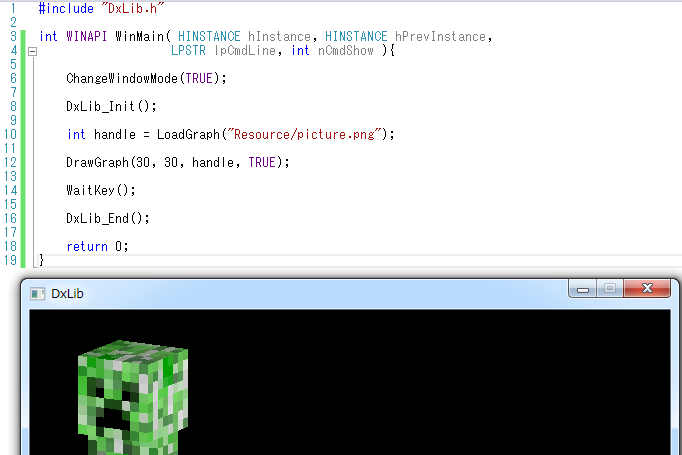 1 #include "DxLib.h"
2
3 int WINAPI WinMain( HINSTANCE hInstance, HINSTANCE hPrevInstance,
4 LPSTR lpCmdLine, int nCmdShow ){
5
6 ChangeWindowMode(TRUE);
7
8 DxLib_Init();
9
10 int handle = LoadGraph("Resource/picture.png");
11
12 DrawGraph(30, 30, handle, TRUE);
13
14 WaitKey();
15
16 DxLib_End();
17
18 return 0;
19 }
DxLib